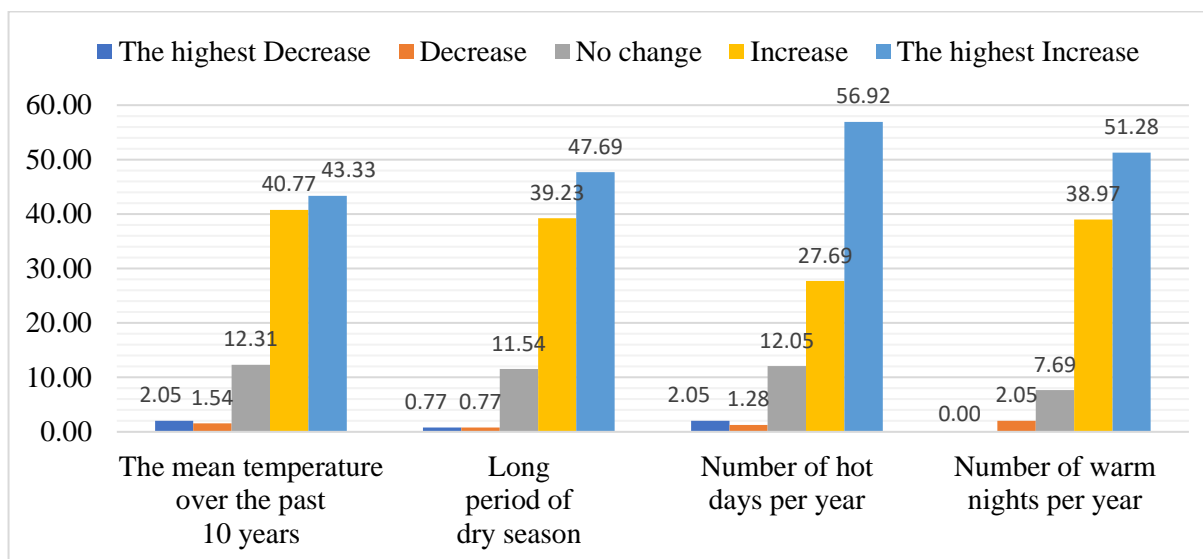 The highest Decrease Decrease No change Increase The highest Increase
60.00
50.00
40.00
30.00
20.00
10.00
0.00
2.05 1.54 12.31 40.77 43.33
0.77 0.77 11.54 39.23 47.69
2.05 1.28 12.05 27.69 56.92
0.00 2.05 7.69 38.97 51.28
The mean temperature
over the past
10 years
Long
period of
dry season
Number of hot
days per year
Number of warm
nights per year